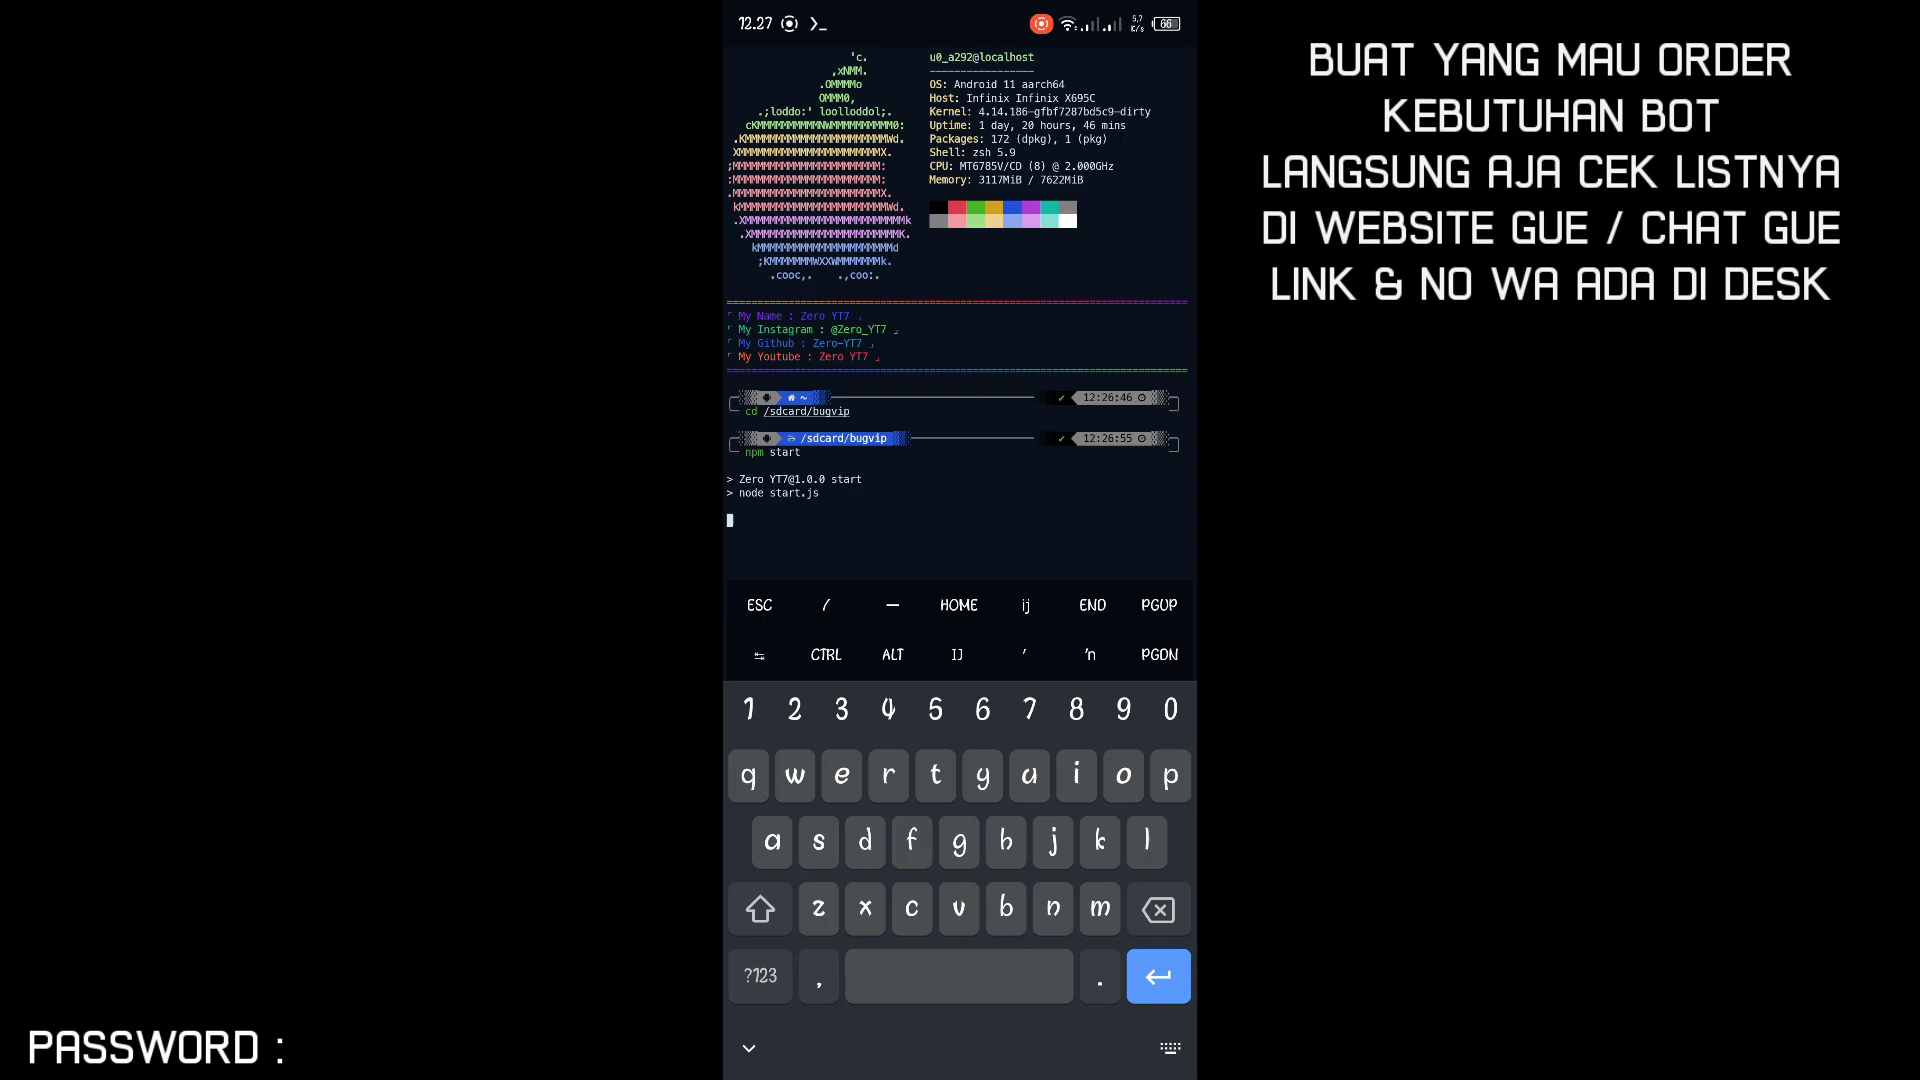 12.27
5,7
K/s
66
'c.
,xNMM.
.OMMMMo
OMMM0,
.;loddo:' loolloddol;.
cKMMMMMMMMMMNWMMMMMMMMMM0:
.KMMMMMMMMMMMMMMMMMMMMMMMWd.
XMMMMMMMMMMMMMMMMMMMMMMMX.
;MMMMMMMMMMMMMMMMMMMMMMMM:
:MMMMMMMMMMMMMMMMMMMMMMMM:
.MMMMMMMMMMMMMMMMMMMMMMMMX.
kMMMMMMMMMMMMMMMMMMMMMMMMWd.
.XMMMMMMMMMMMMMMMMMMMMMMMMMMk
.XMMMMMMMMMMMMMMMMMMMMMMMMK.
kMMMMMMMMMMMMMMMMMMMMMMd
;KMMMMMMMWXXWMMMMMMMk.
.cooc,.    .,coo:.
u0_a292@localhost
-----------------
OS: Android 11 aarch64
Host: Infinix Infinix X695C
Kernel: 4.14.186-gfbf7287bd5c9-dirty
Uptime: 1 day, 20 hours, 46 mins
Packages: 172 (dpkg), 1 (pkg)
Shell: zsh 5.9
CPU: MT6785V/CD (8) @ 2.000GHz
Memory: 3117MiB / 7622MiB
「 My Name : Zero YT7 」
「 My Instagram : @Zero_YT7 」
「 My Github : Zero-YT7 」
「 My Youtube : Zero YT7 」
~ ✔ 12:26:46
cd /sdcard/bugvip
/sdcard/bugvip ✔ 12:26:55
npm start
> Zero YT7@1.0.0 start
> node start.js
ESC / — HOME ij END PGUP
↹ CTRL ALT IJ ' 'n PGDN
1 2 3 4 5 6 7 8 9 0
q w e r t y u i o p
a s d f g h j k l
z x c v b n m
?123 , .
BUAT YANG MAU ORDER
KEBUTUHAN BOT
LANGSUNG AJA CEK LISTNYA
DI WEBSITE GUE / CHAT GUE
LINK & NO WA ADA DI DESK
PASSWORD :